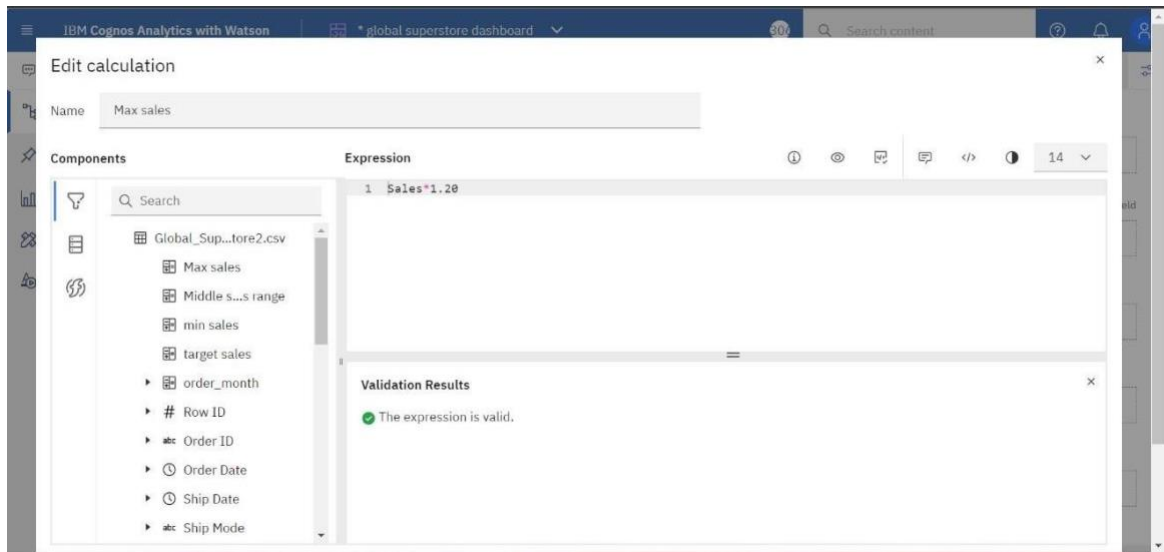 IBM Cognos Analytics with Watson
* global superstore dashboard
Search content
Edit calculation
Name Max sales
Components
Expression
14
Search
1 Sales*1.20
Global_Sup...tore2.csv
Max sales
Middle s...s range
min sales
target sales
order_month
# Row ID
abc Order ID
Order Date
Ship Date
abc Ship Mode
Validation Results
The expression is valid.